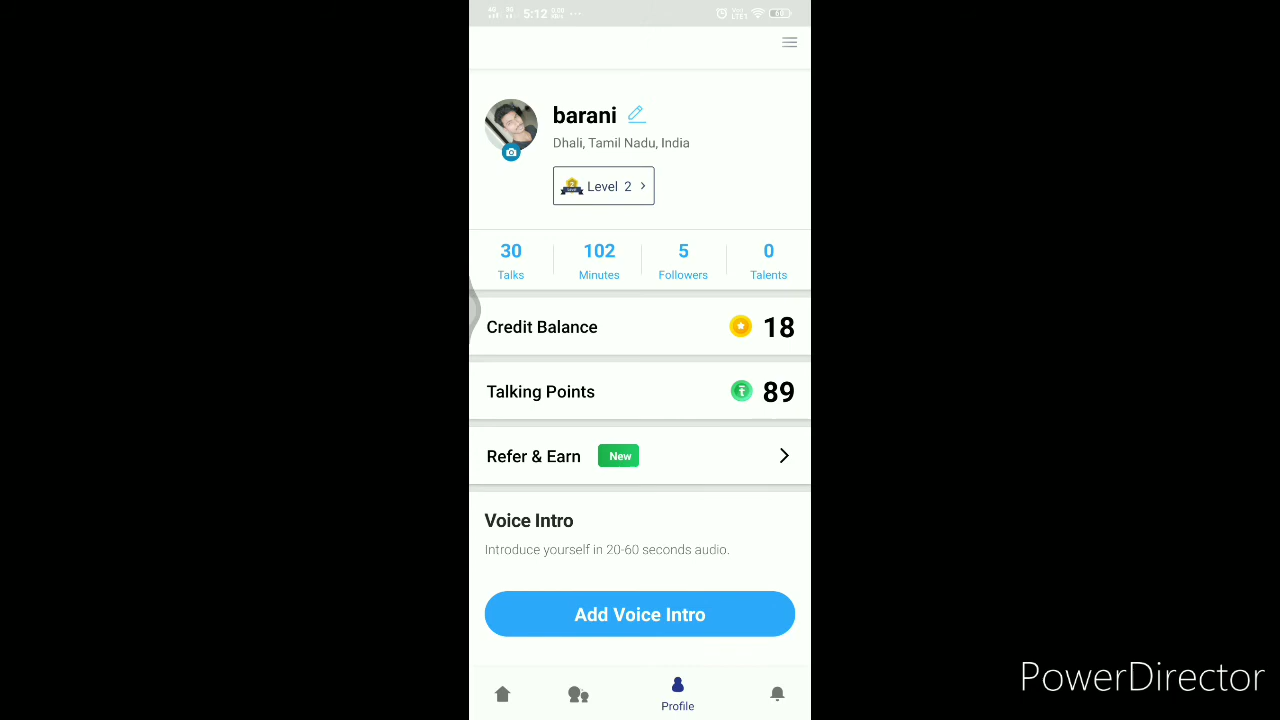 5:12
barani
Dhali, Tamil Nadu, India
Level 2
30 102 5 0
Talks Minutes Followers Talents
Credit Balance 18
Talking Points 89
Refer & Earn New
Voice Intro
Introduce yourself in 20-60 seconds audio.
Add Voice Intro
Profile
PowerDirector